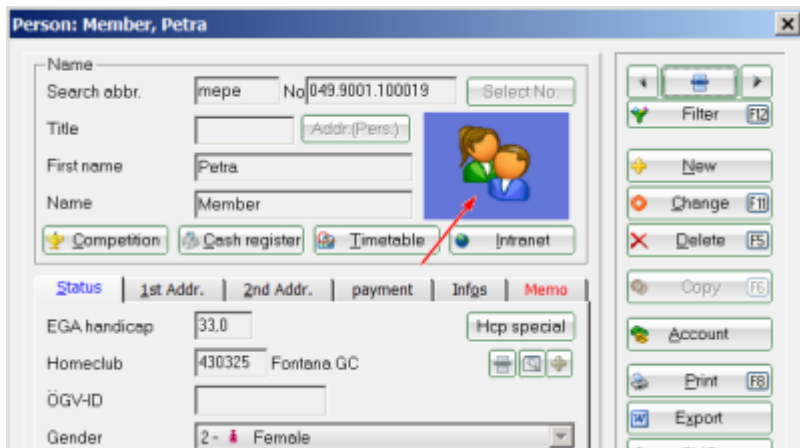 Person: Member, Petra
Name
Search abbr. mepe No 049.9001.100019 Select No.
Title Addr.(Pers.)
First name Petra
Name Member
Competition Cash register Timetable Intranet
Status 1st Addr. 2nd Addr. payment Infos Memo
EGA handicap 33,0 Hcp special
Homeclub 430325 Fontana GC
ÖGV-ID
Gender 2 - Female
Filter F12
New
Change F11
Delete F5
Copy F6
Account
Print F8
Export